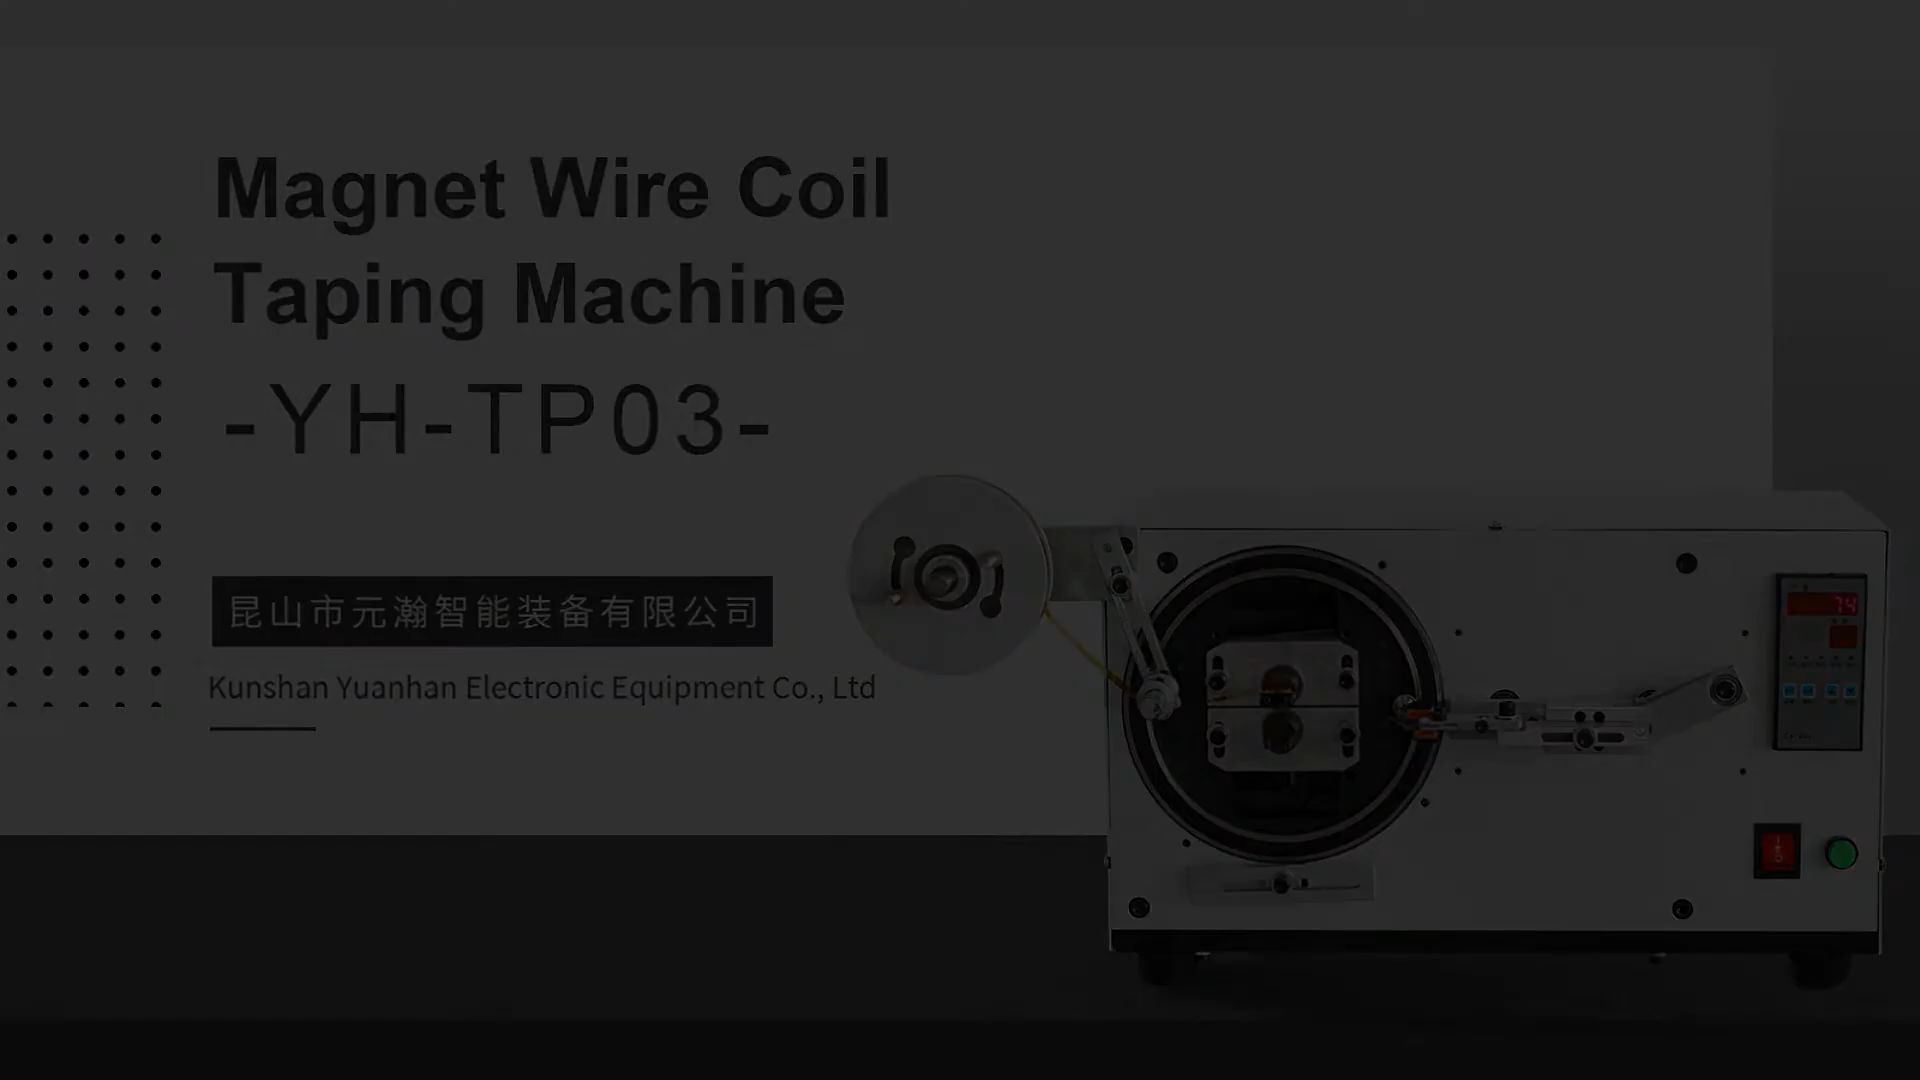 Magnet Wire Coil
Taping Machine
-YH-TP03-
昆山市元瀚智能装备有限公司
Kunshan Yuanhan Electronic Equipment Co., Ltd
74